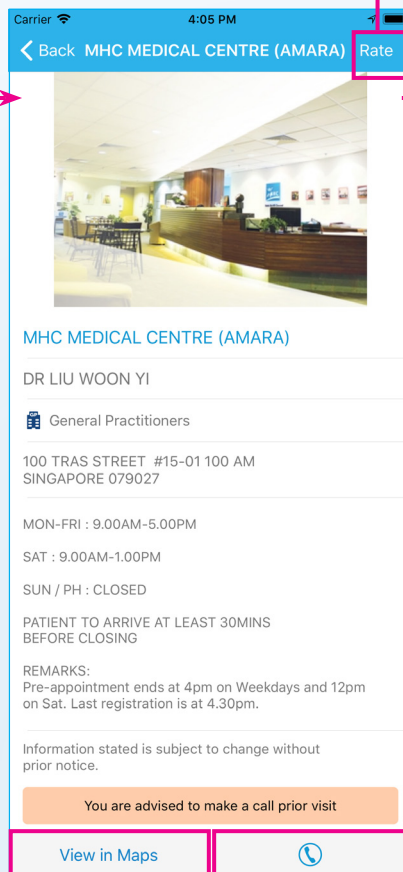 Carrier 4:05 PM
Back MHC MEDICAL CENTRE (AMARA) Rate
MHC MEDICAL CENTRE (AMARA)
DR LIU WOON YI
General Practitioners
100 TRAS STREET #15-01 100 AM
SINGAPORE 079027
MON-FRI : 9.00AM-5.00PM
SAT : 9.00AM-1.00PM
SUN / PH : CLOSED
PATIENT TO ARRIVE AT LEAST 30MINS
BEFORE CLOSING
REMARKS:
Pre-appointment ends at 4pm on Weekdays and 12pm
on Sat. Last registration is at 4.30pm.
Information stated is subject to change without
prior notice.
You are advised to make a call prior visit
View in Maps